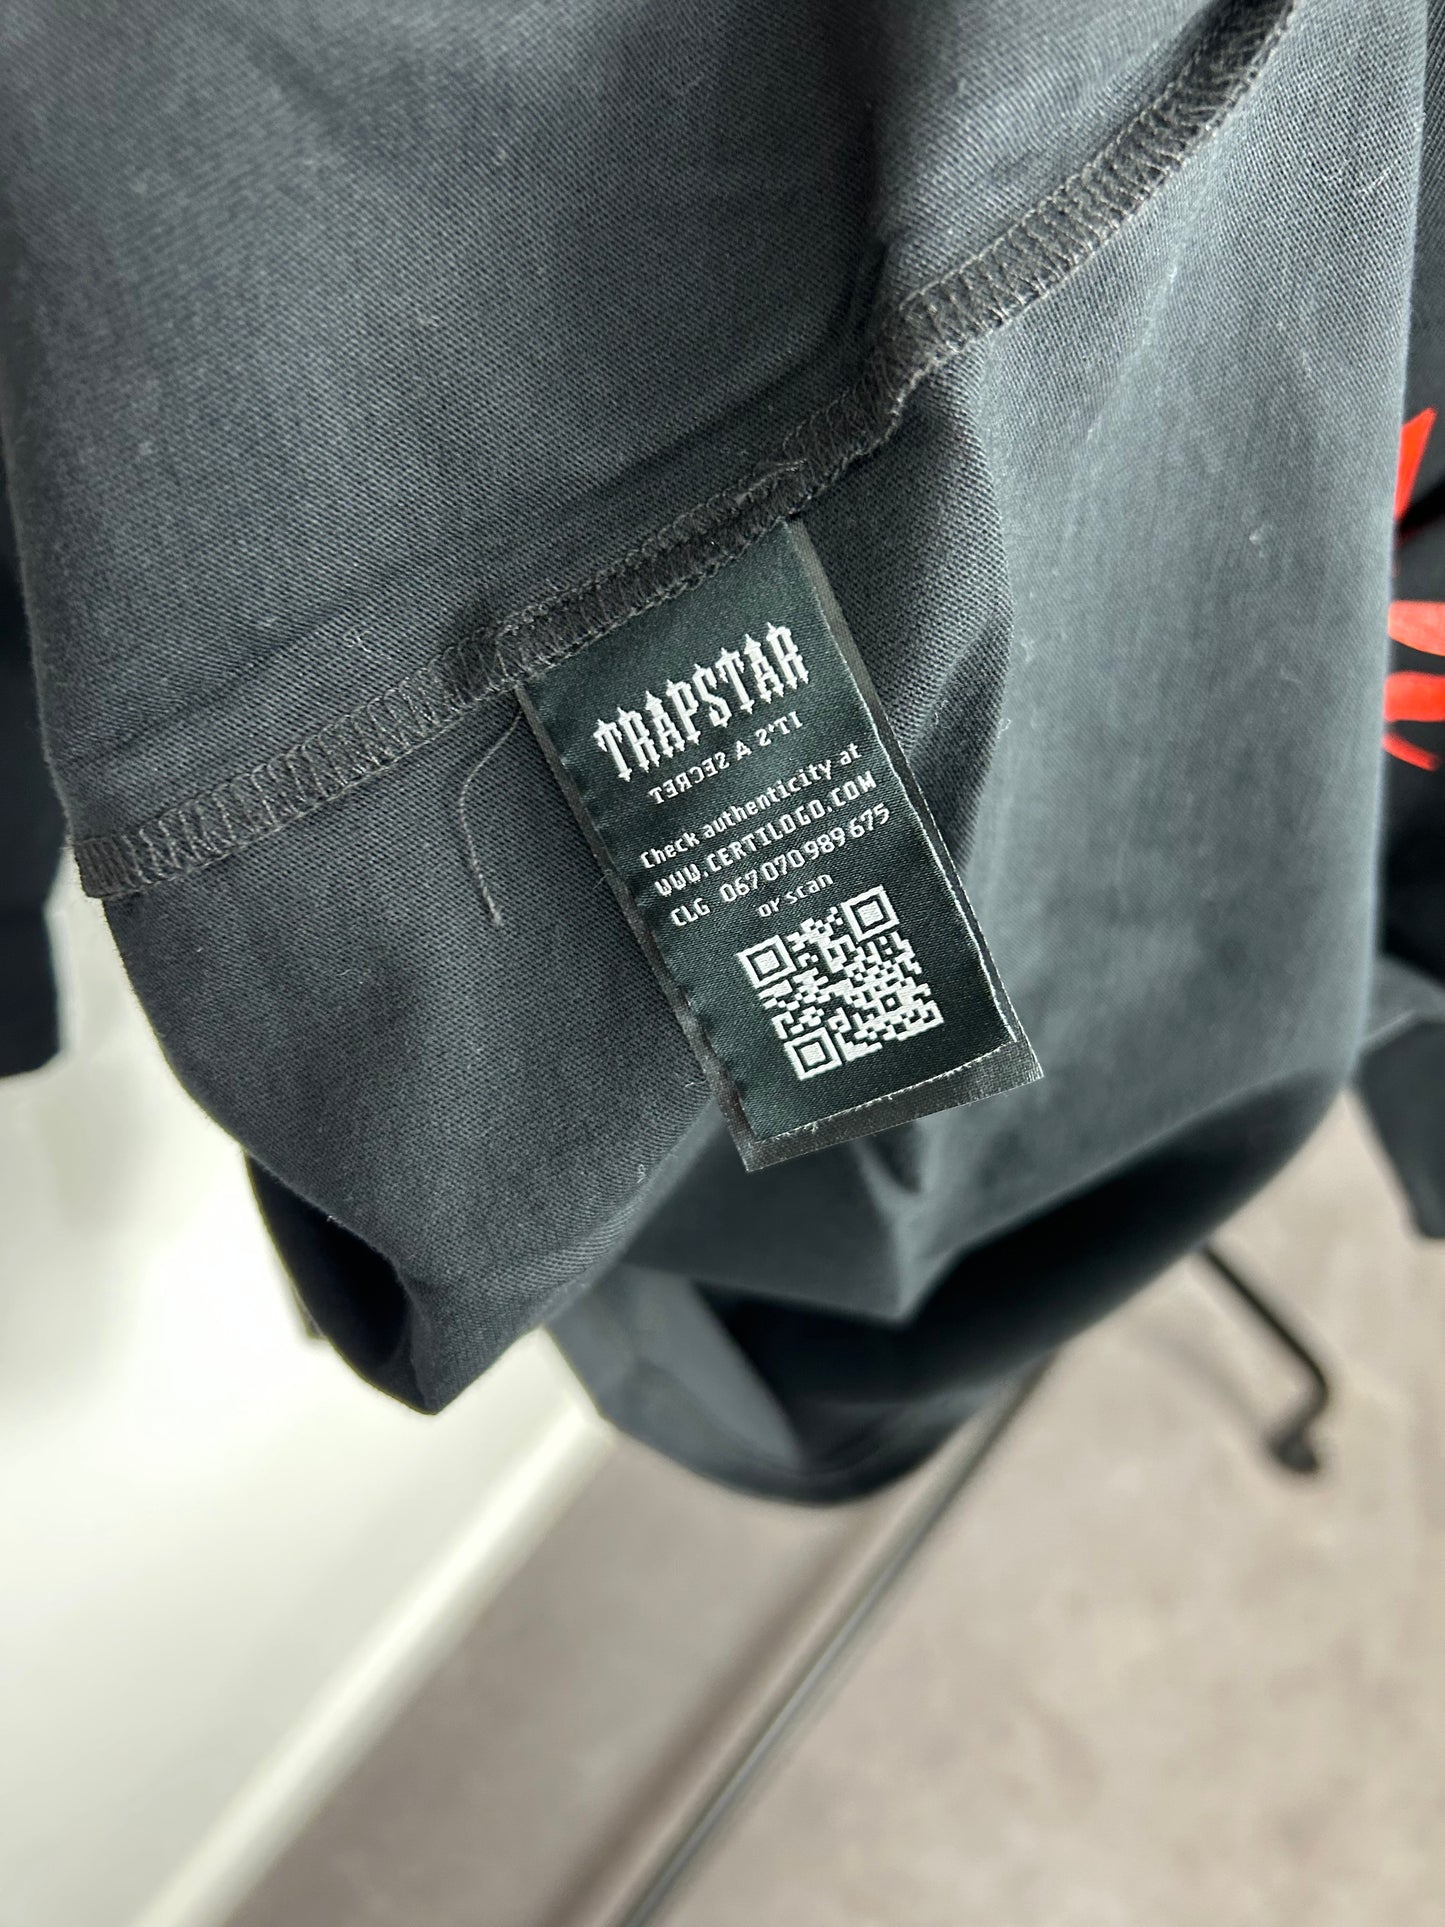 TRAPSTAR
IT'S A SECRET
Check authenticity at
WWW.CERTILOGO.COM
CLG 067 070 989 675
or scan